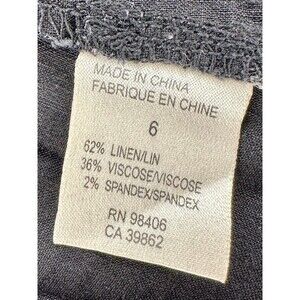 MADE IN CHINA
FABRIQUE EN CHINE
6
62% LINEN/LIN
36% VISCOSE/VISCOSE
2% SPANDEX/SPANDEX
RN 98406
CA 39862